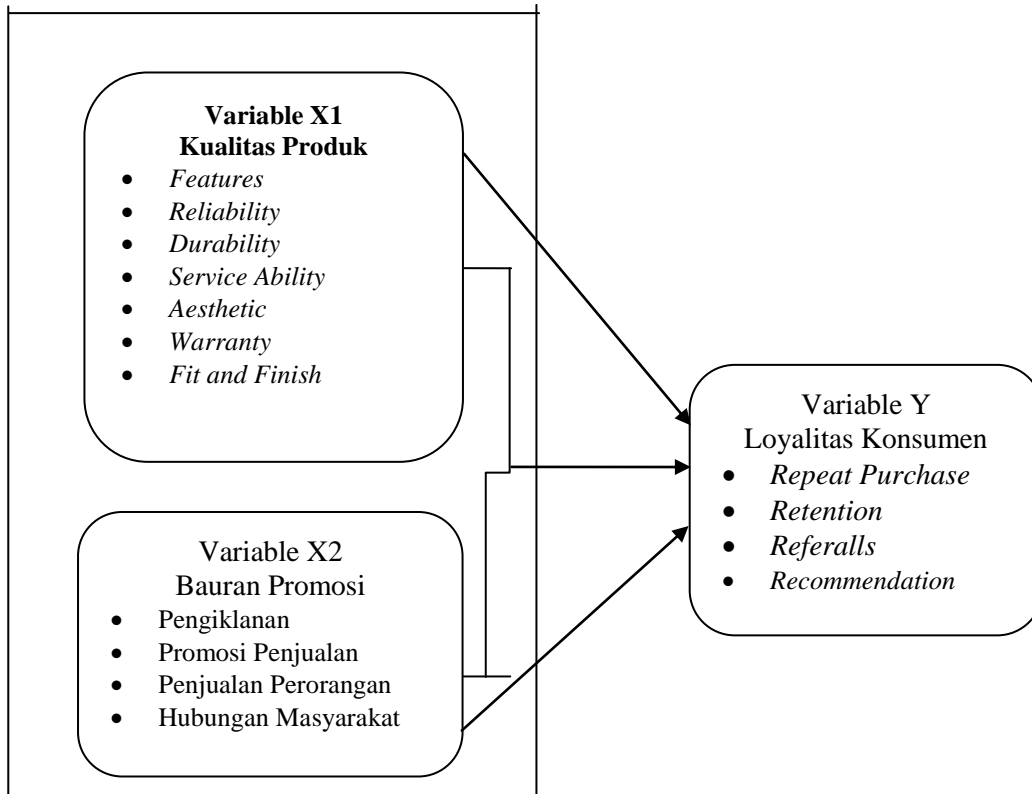 Variable X1
Kualitas Produk
• Features
• Reliability
• Durability
• Service Ability
• Aesthetic
• Warranty
• Fit and Finish
Variable X2
Bauran Promosi
• Pengiklanan
• Promosi Penjualan
• Penjualan Perorangan
• Hubungan Masyarakat
Variable Y
Loyalitas Konsumen
• Repeat Purchase
• Retention
• Referalls
• Recommendation